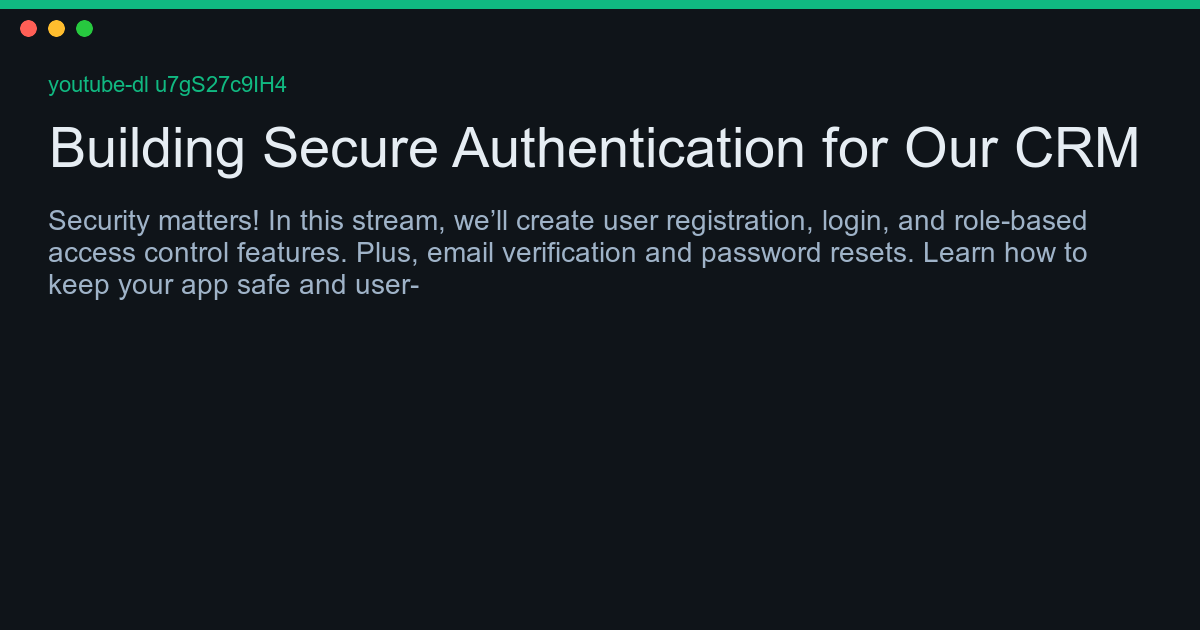 youtube-dl u7gS27c9IH4
Building Secure Authentication for Our CRM
Security matters! In this stream, we’ll create user registration, login, and role-based
access control features. Plus, email verification and password resets. Learn how to
keep your app safe and user-